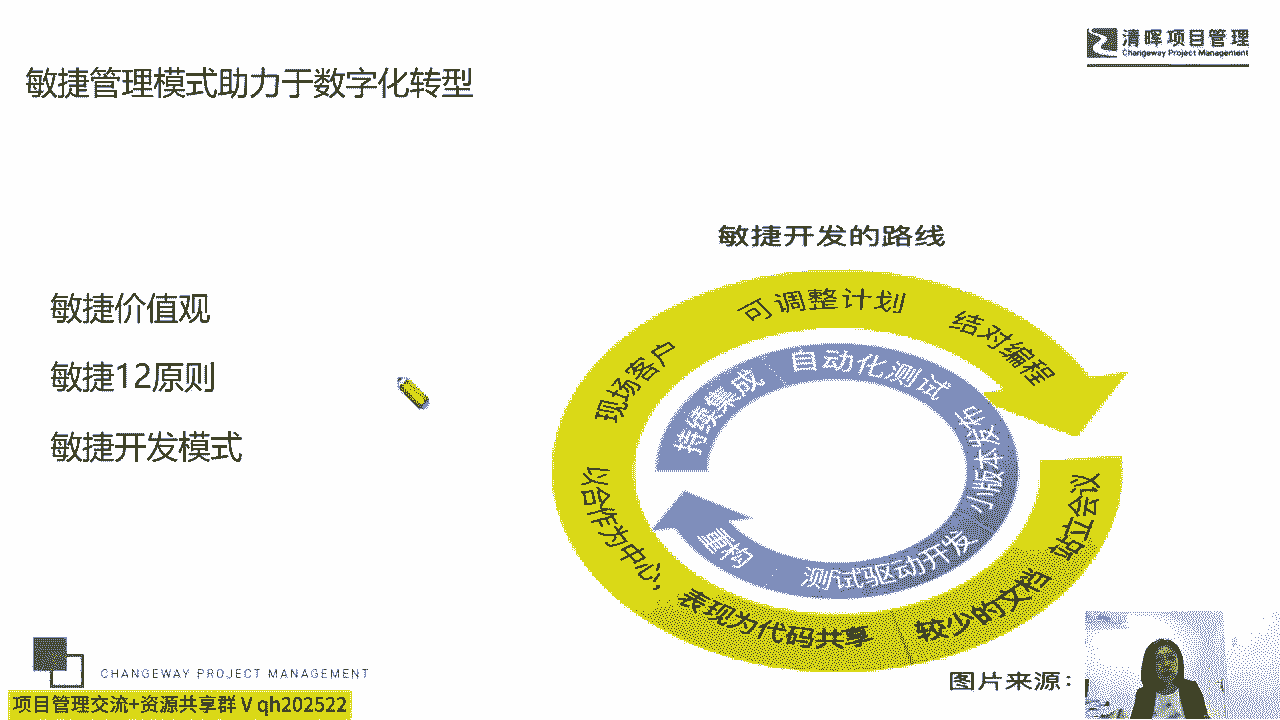 清晖项目管理
Changeway Project Management
敏捷管理模式助力于数字化转型
敏捷开发的路线
敏捷价值观
敏捷12原则
敏捷开发模式
现场客户
可调整计划
结对编程
站立会议
较少的文档
以合作为中心，表现为代码共享
持续集成
自动化测试
小版本发布
测试驱动开发
重构
图片来源：
CHANGEWAY PROJECT MANAGEMENT
项目管理交流+资源共享群 V qh202522